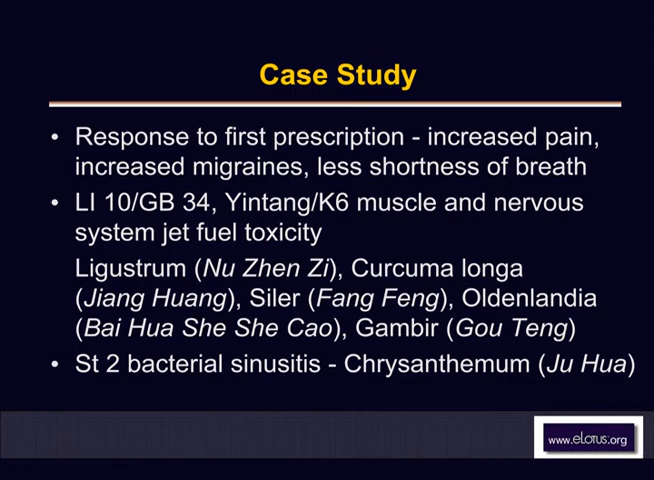 Case Study
• Response to first prescription - increased pain,
increased migraines, less shortness of breath
• LI 10/GB 34, Yintang/K6 muscle and nervous
system jet fuel toxicity
Ligustrum (Nu Zhen Zi), Curcuma longa
(Jiang Huang), Siler (Fang Feng), Oldenlandia
(Bai Hua She She Cao), Gambir (Gou Teng)
• St 2 bacterial sinusitis - Chrysanthemum (Ju Hua)
www.eLotus.org